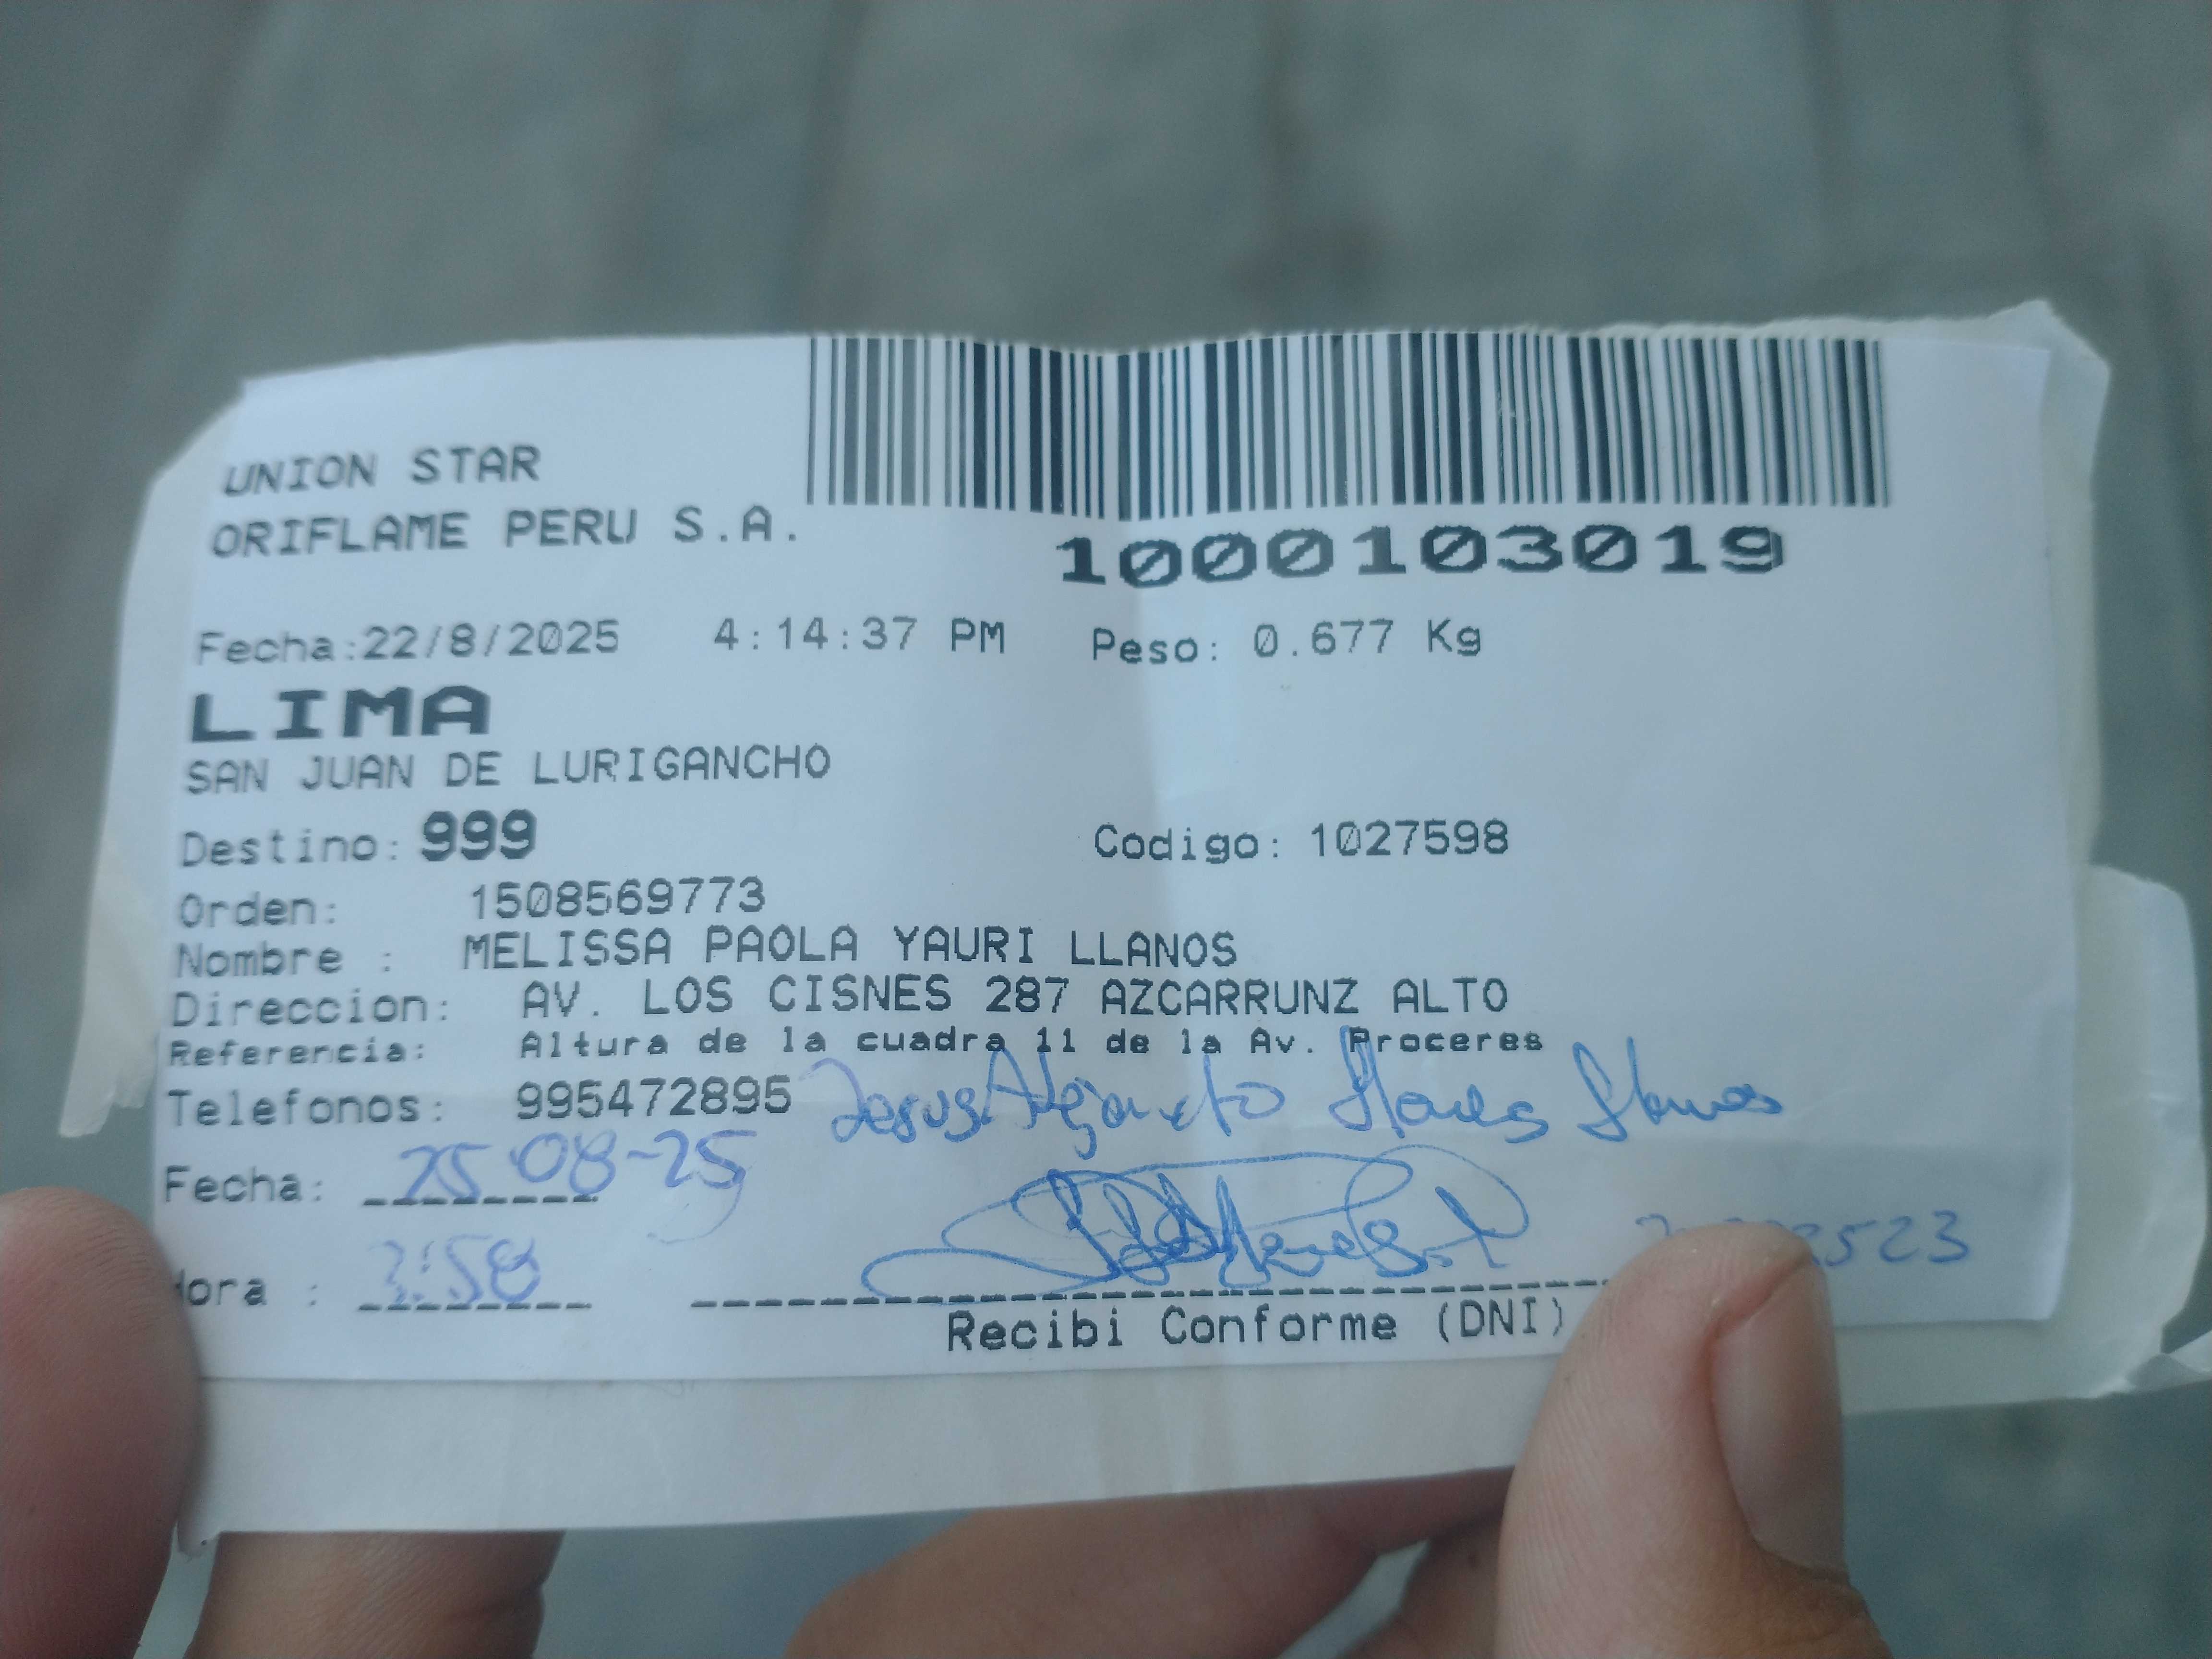 UNION STAR
ORIFLAME PERU S.A.
1000103019
Fecha:22/8/2025 4:14:37 PM Peso: 0.677 Kg
LIMA
SAN JUAN DE LURIGANCHO
Destino: 999 Codigo: 1027598
Orden: 1508569773
Nombre : MELISSA PAOLA YAURI LLANOS
Direccion: AV. LOS CISNES 287 AZCARRUNZ ALTO
Referencia: Altura de la cuadra 11 de la Av. Proceres
Telefonos: 995472895 Jesus
Fecha: 25-08-25
Hora : 3:58
Recibi Conforme (DNI)